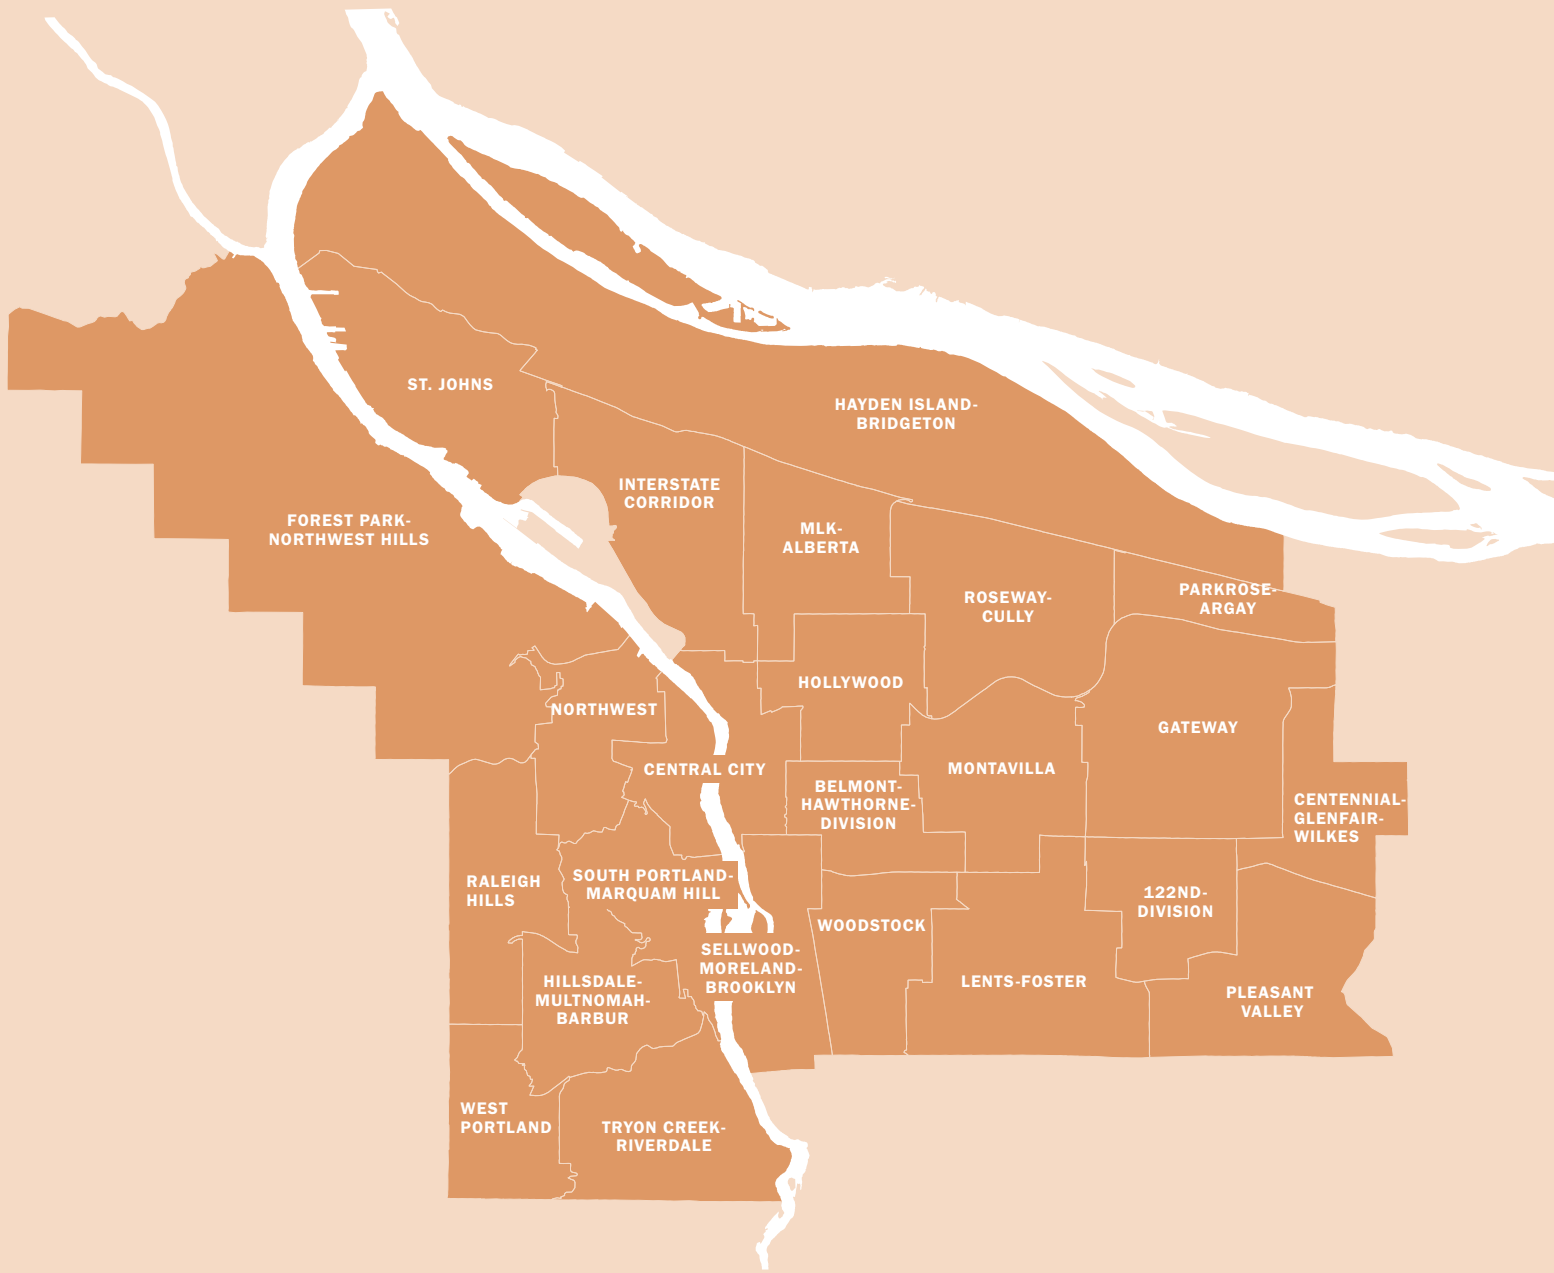 ST. JOHNS
HAYDEN ISLAND-
BRIDGETON
INTERSTATE
CORRIDOR
FOREST PARK-
NORTHWEST HILLS
MLK-
ALBERTA
ROSEWAY-
CULLY
PARKROSE-
ARGAY
HOLLYWOOD
NORTHWEST
GATEWAY
CENTRAL CITY
MONTAVILLA
BELMONT-
HAWTHORNE-
DIVISION
CENTENNIAL-
GLENFAIR-
WILKES
RALEIGH
HILLS
SOUTH PORTLAND-
MARQUAM HILL
122ND-
DIVISION
WOODSTOCK
SELLWOOD-
MORELAND-
BROOKLYN
HILLSDALE-
MULTNOMAH-
BARBUR
LENTS-FOSTER
PLEASANT
VALLEY
WEST
PORTLAND
TRYON CREEK-
RIVERDALE